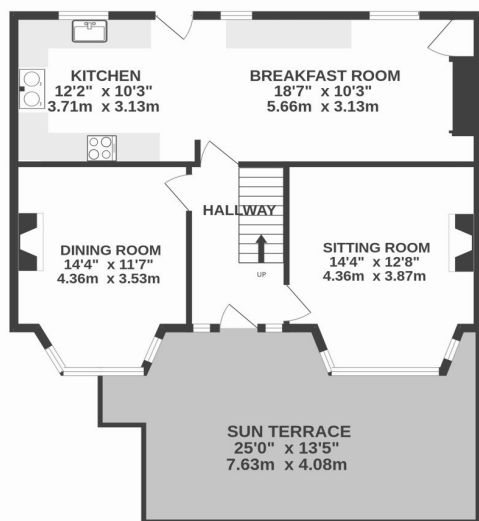 KITCHEN
12'2" x 10'3"
3.71m x 3.13m
BREAKFAST ROOM
18'7" x 10'3"
5.66m x 3.13m
HALLWAY
UP
DINING ROOM
14'4" x 11'7"
4.36m x 3.53m
SITTING ROOM
14'4" x 12'8"
4.36m x 3.87m
SUN TERRACE
25'0" x 13'5"
7.63m x 4.08m